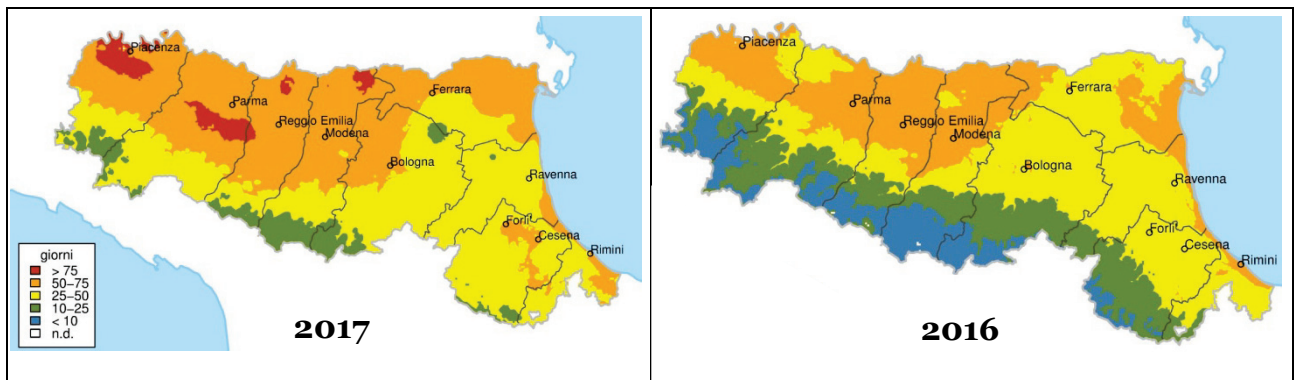 Piacenza
Parma
Reggio Emilia
Modena
Ferrara
Bologna
Ravenna
Forlì
Cesena
Rimini
giorni
> 75
50-75
25-50
10-25
< 10
n.d.
2017
Piacenza
Parma
Reggio Emilia
Modena
Ferrara
Bologna
Ravenna
Forlì
Cesena
Rimini
2016